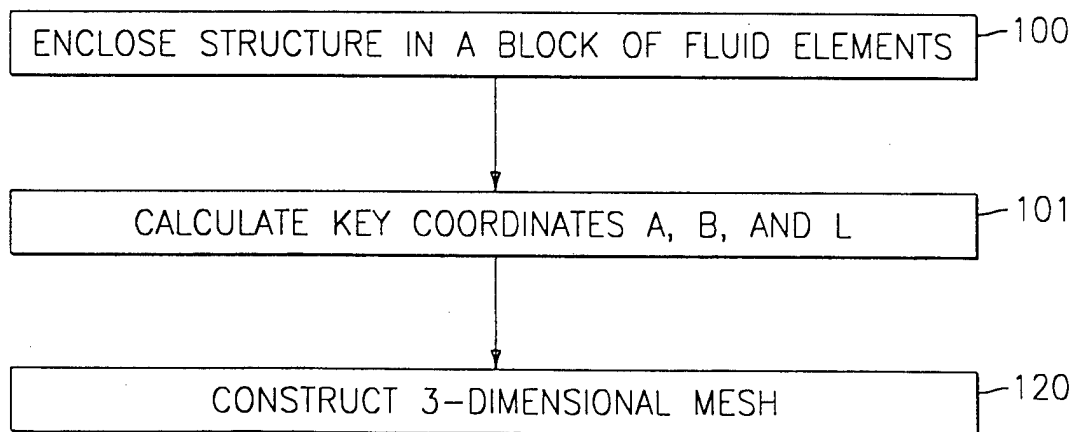 ENCLOSE STRUCTURE IN A BLOCK OF FLUID ELEMENTS 100
CALCULATE KEY COORDINATES A, B, AND L 101
CONSTRUCT 3-DIMENSIONAL MESH 120